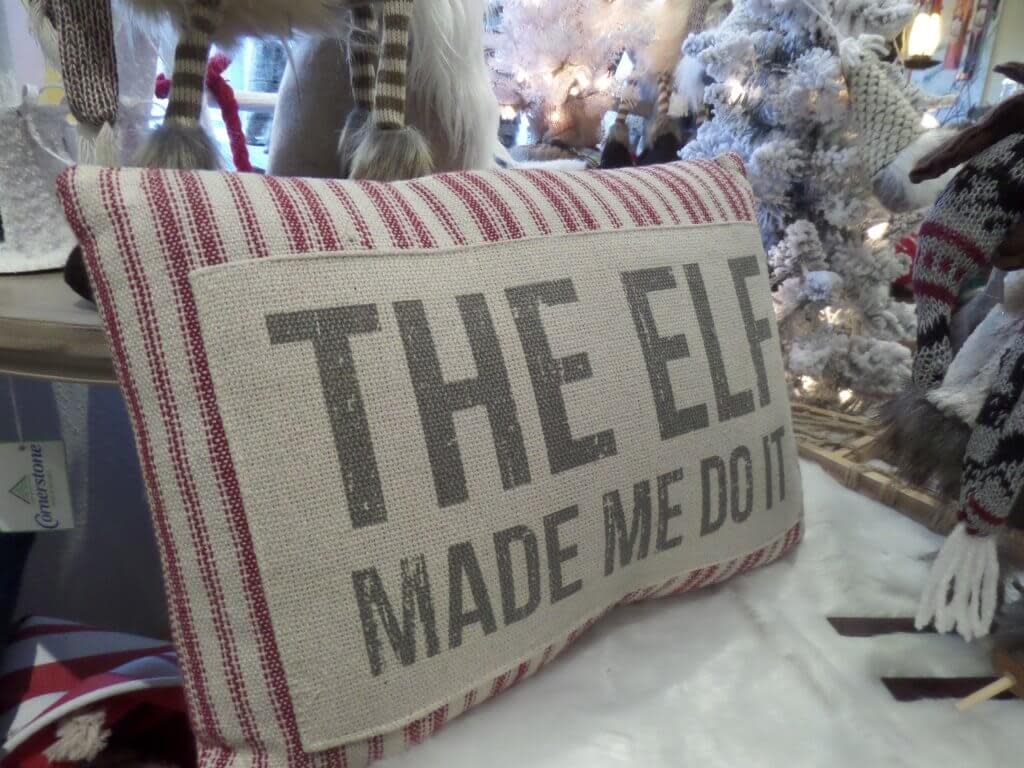 THE ELF
MADE ME DO IT
Cornerstone